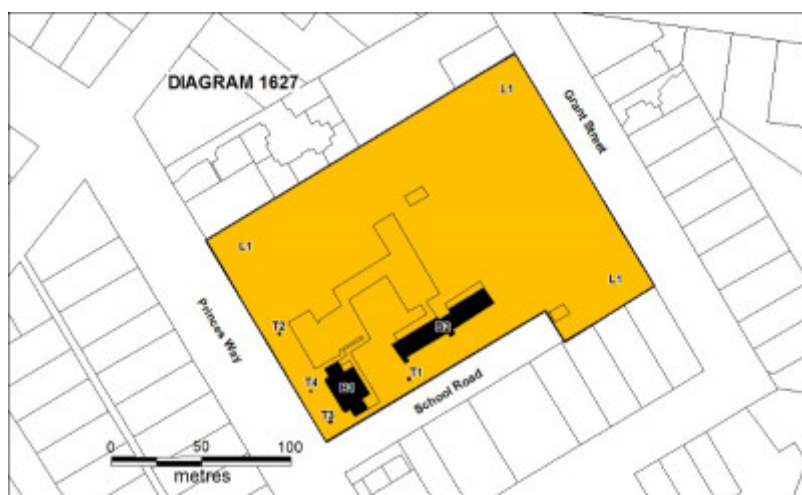 DIAGRAM 1627
L1
Grant Street
L1
L1
Princes Way
T2
B2
T1
T4
B1
School Road
T3
0 50 100
metres